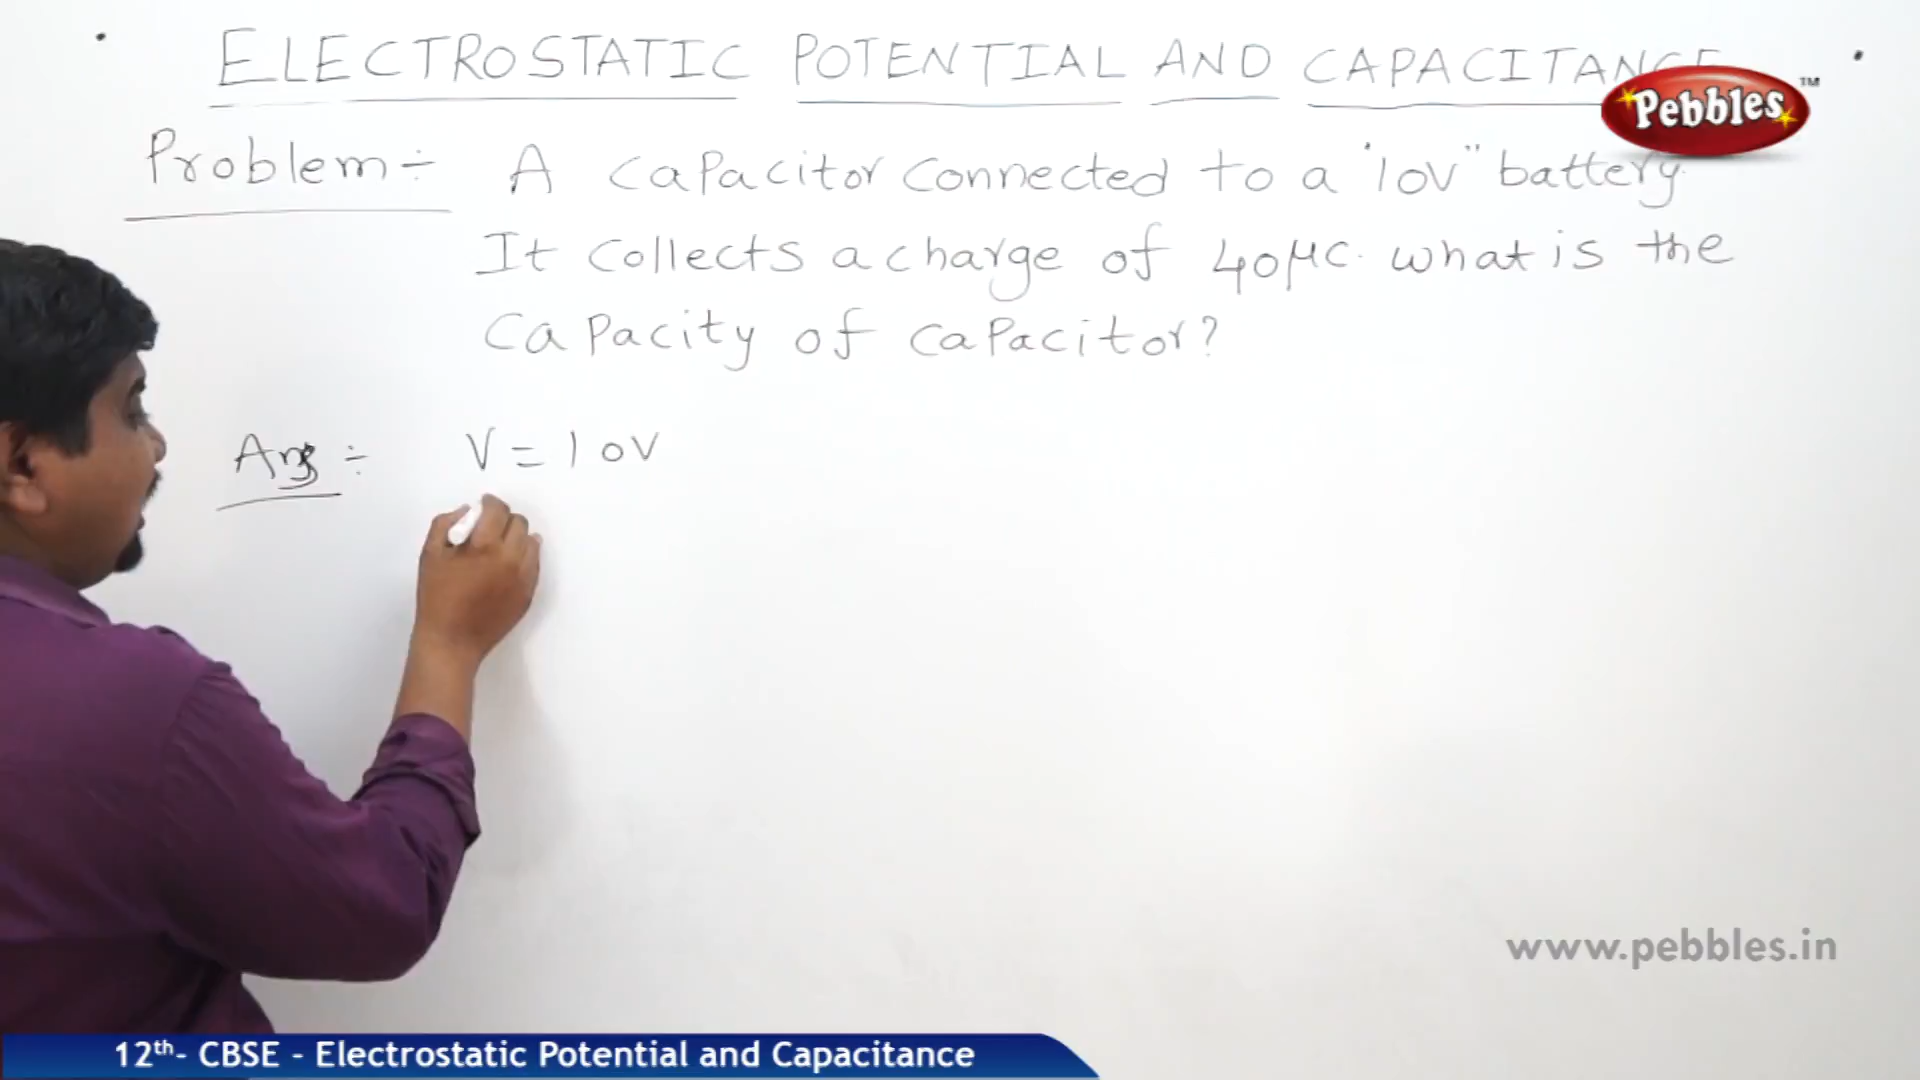 ELECTROSTATIC POTENTIAL AND CAPACITANCE
Pebbles™
Problem ÷ A capacitor connected to a "10V" battery
It collects a charge of 40μC. what is the
capacity of capacitor?
Ans ÷ V = 10V
www.pebbles.in
12th- CBSE - Electrostatic Potential and Capacitance